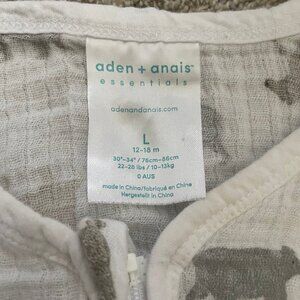 aden + anais™
essentials
adenandanais.com
L
12-18 m
30"-34" / 76cm-86cm
22-28 lbs / 10-13kg
0 AUS
made in China/fabriqué en Chine
Hergestellt in China